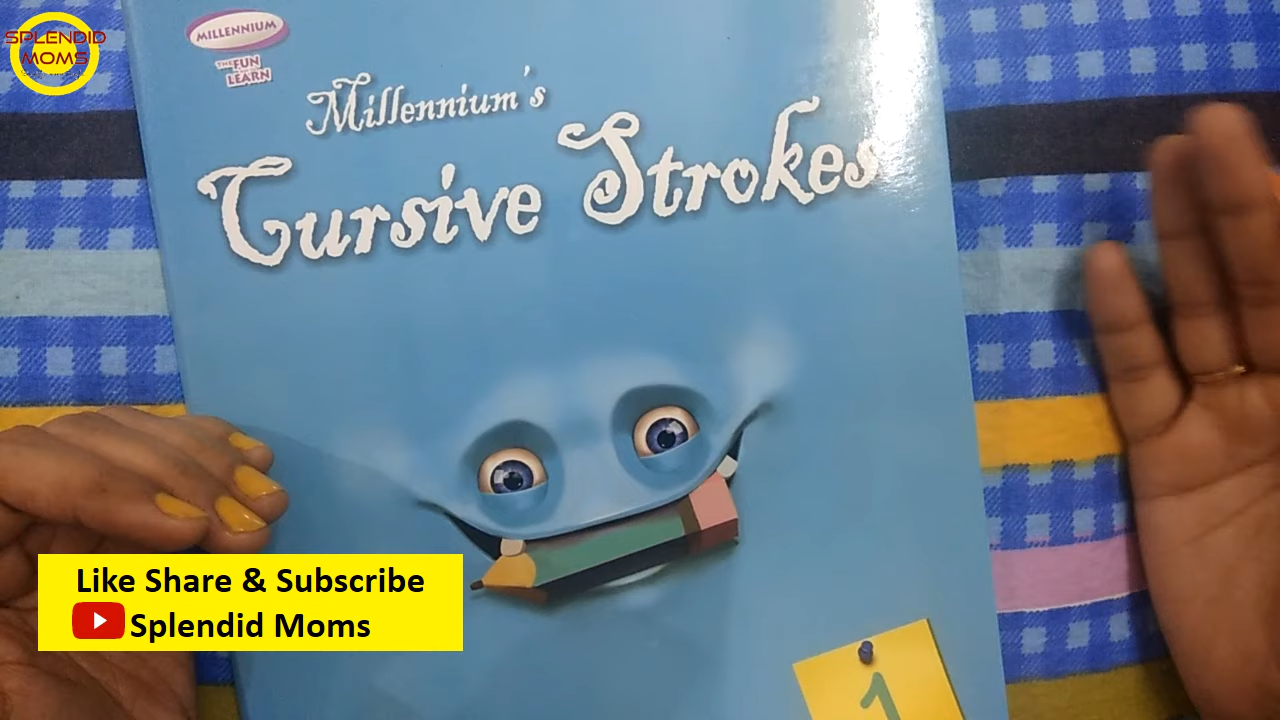 SPLENDID
MOMS
MILLENNIUM
THE FUN
LEARN
Millennium's
Cursive Strokes
Like Share & Subscribe
Splendid Moms
1